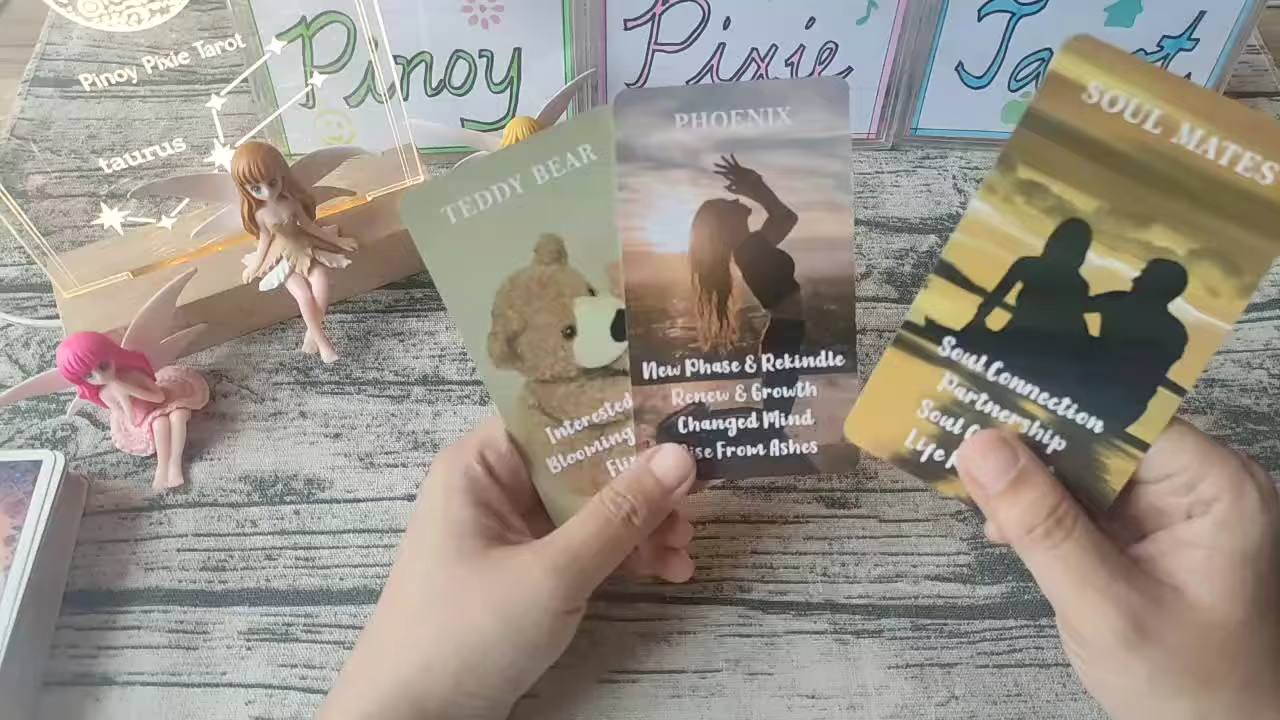 Pinoy Pixie Tarot
taurus
Pinoy
Pixie
Tarot
TEDDY BEAR
Interested
Blooming
PHOENIX
New Phase & Rekindle
Renew & Growth
Changed Mind
Rise From Ashes
SOUL MATES
Soul Connection
Partnership
Soul